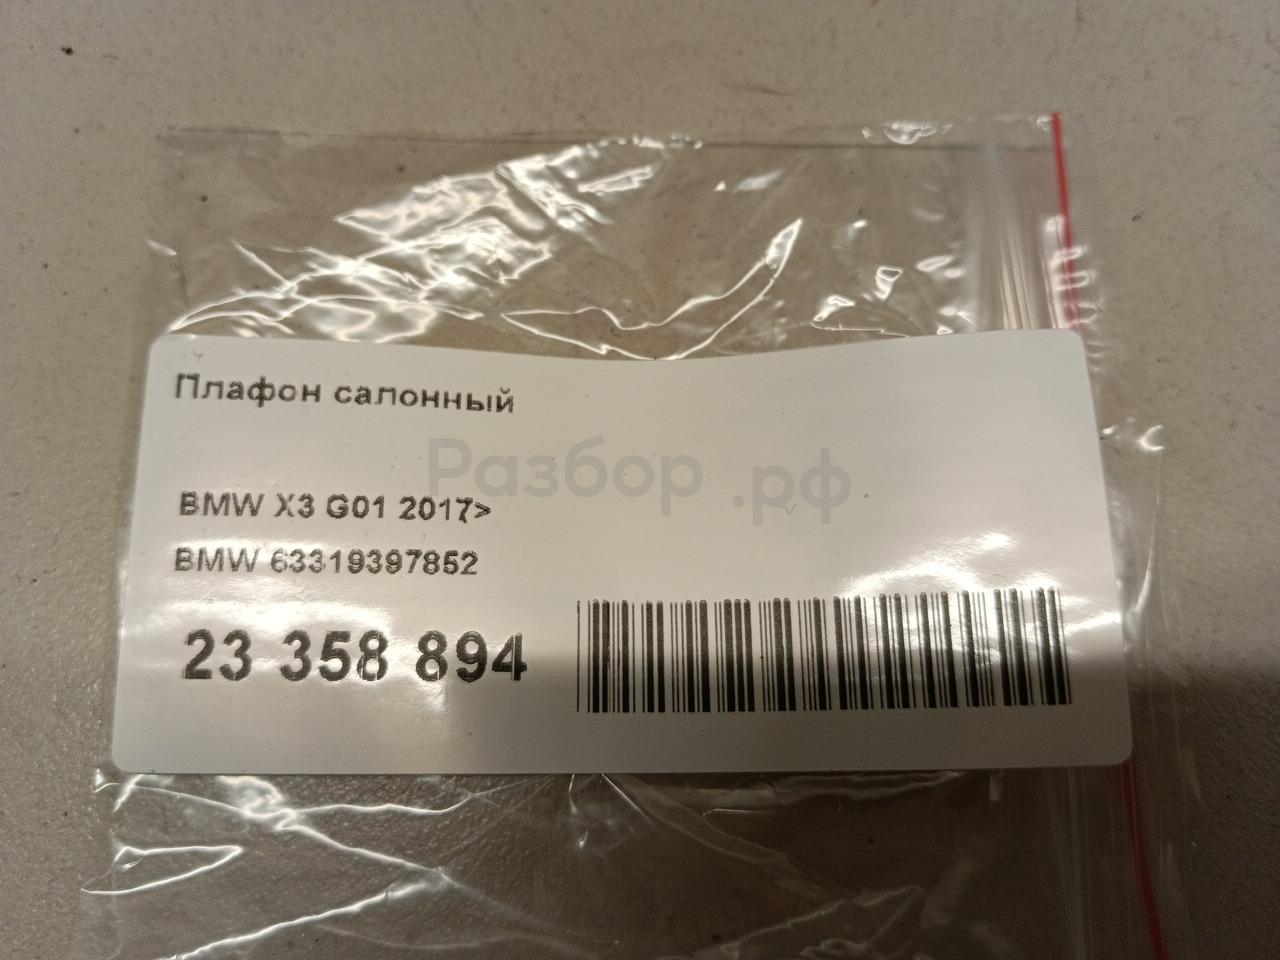 Плафон салонный
Разбор.рф
BMW X3 G01 2017>
BMW 63319397852
23 358 894